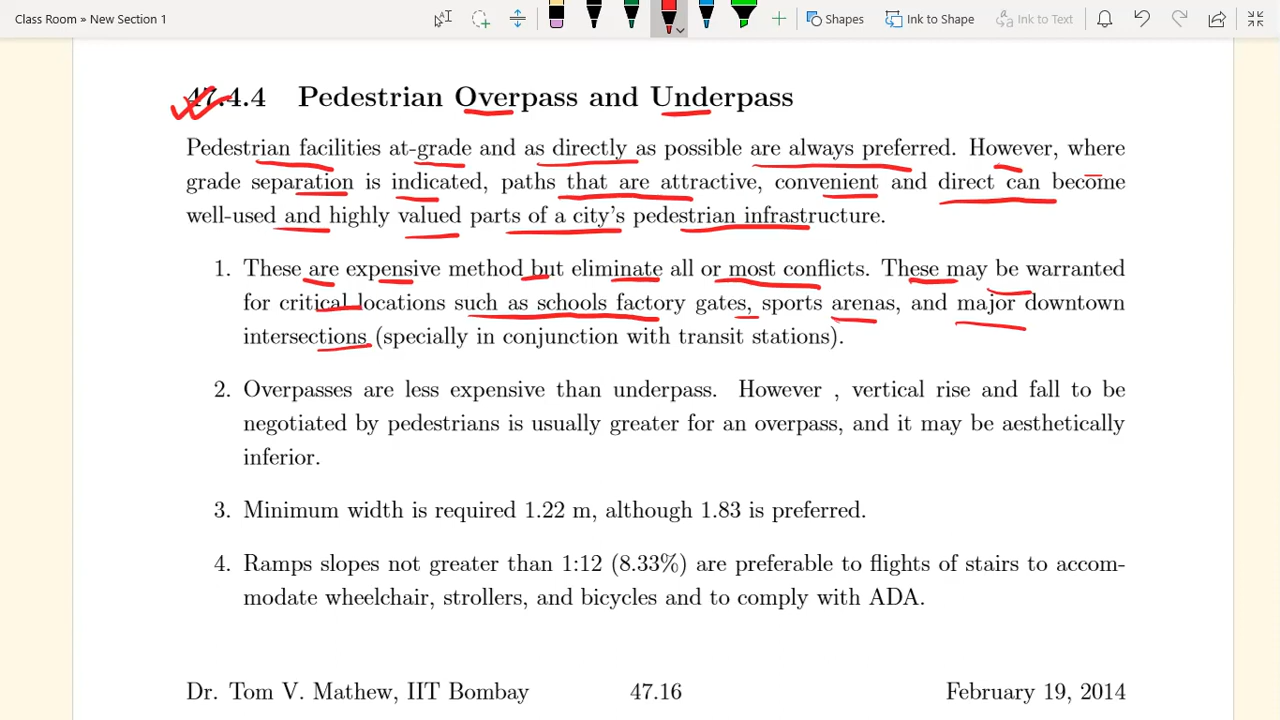 Class Room » New Section 1
Shapes
Ink to Shape
Ink to Text
47.4.4 Pedestrian Overpass and Underpass
Pedestrian facilities at-grade and as directly as possible are always preferred. However, where
grade separation is indicated, paths that are attractive, convenient and direct can become
well-used and highly valued parts of a city's pedestrian infrastructure.
1. These are expensive method but eliminate all or most conflicts. These may be warranted
for critical locations such as schools factory gates, sports arenas, and major downtown
intersections (specially in conjunction with transit stations).
2. Overpasses are less expensive than underpass. However , vertical rise and fall to be
negotiated by pedestrians is usually greater for an overpass, and it may be aesthetically
inferior.
3. Minimum width is required 1.22 m, although 1.83 is preferred.
4. Ramps slopes not greater than 1:12 (8.33%) are preferable to flights of stairs to accom-
modate wheelchair, strollers, and bicycles and to comply with ADA.
Dr. Tom V. Mathew, IIT Bombay 47.16 February 19, 2014